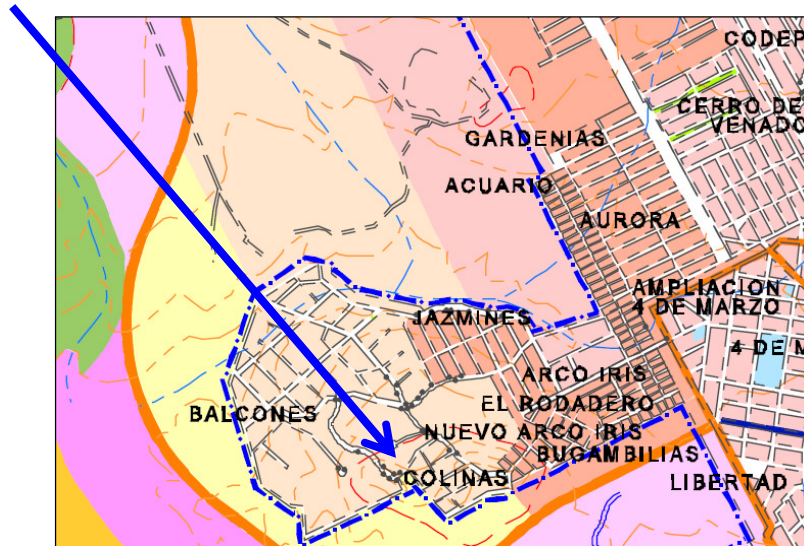 CODEP
CERRO DE
VENADO
GARDENIAS
ACUARIO
AURORA
AMPLIACION
4 DE MARZO
JAZMINES
4 DE M
ARCO IRIS
EL RODADERO
BALCONES
NUEVO ARCO IRIS
BUGAMBILIAS
COLINAS
LIBERTAD